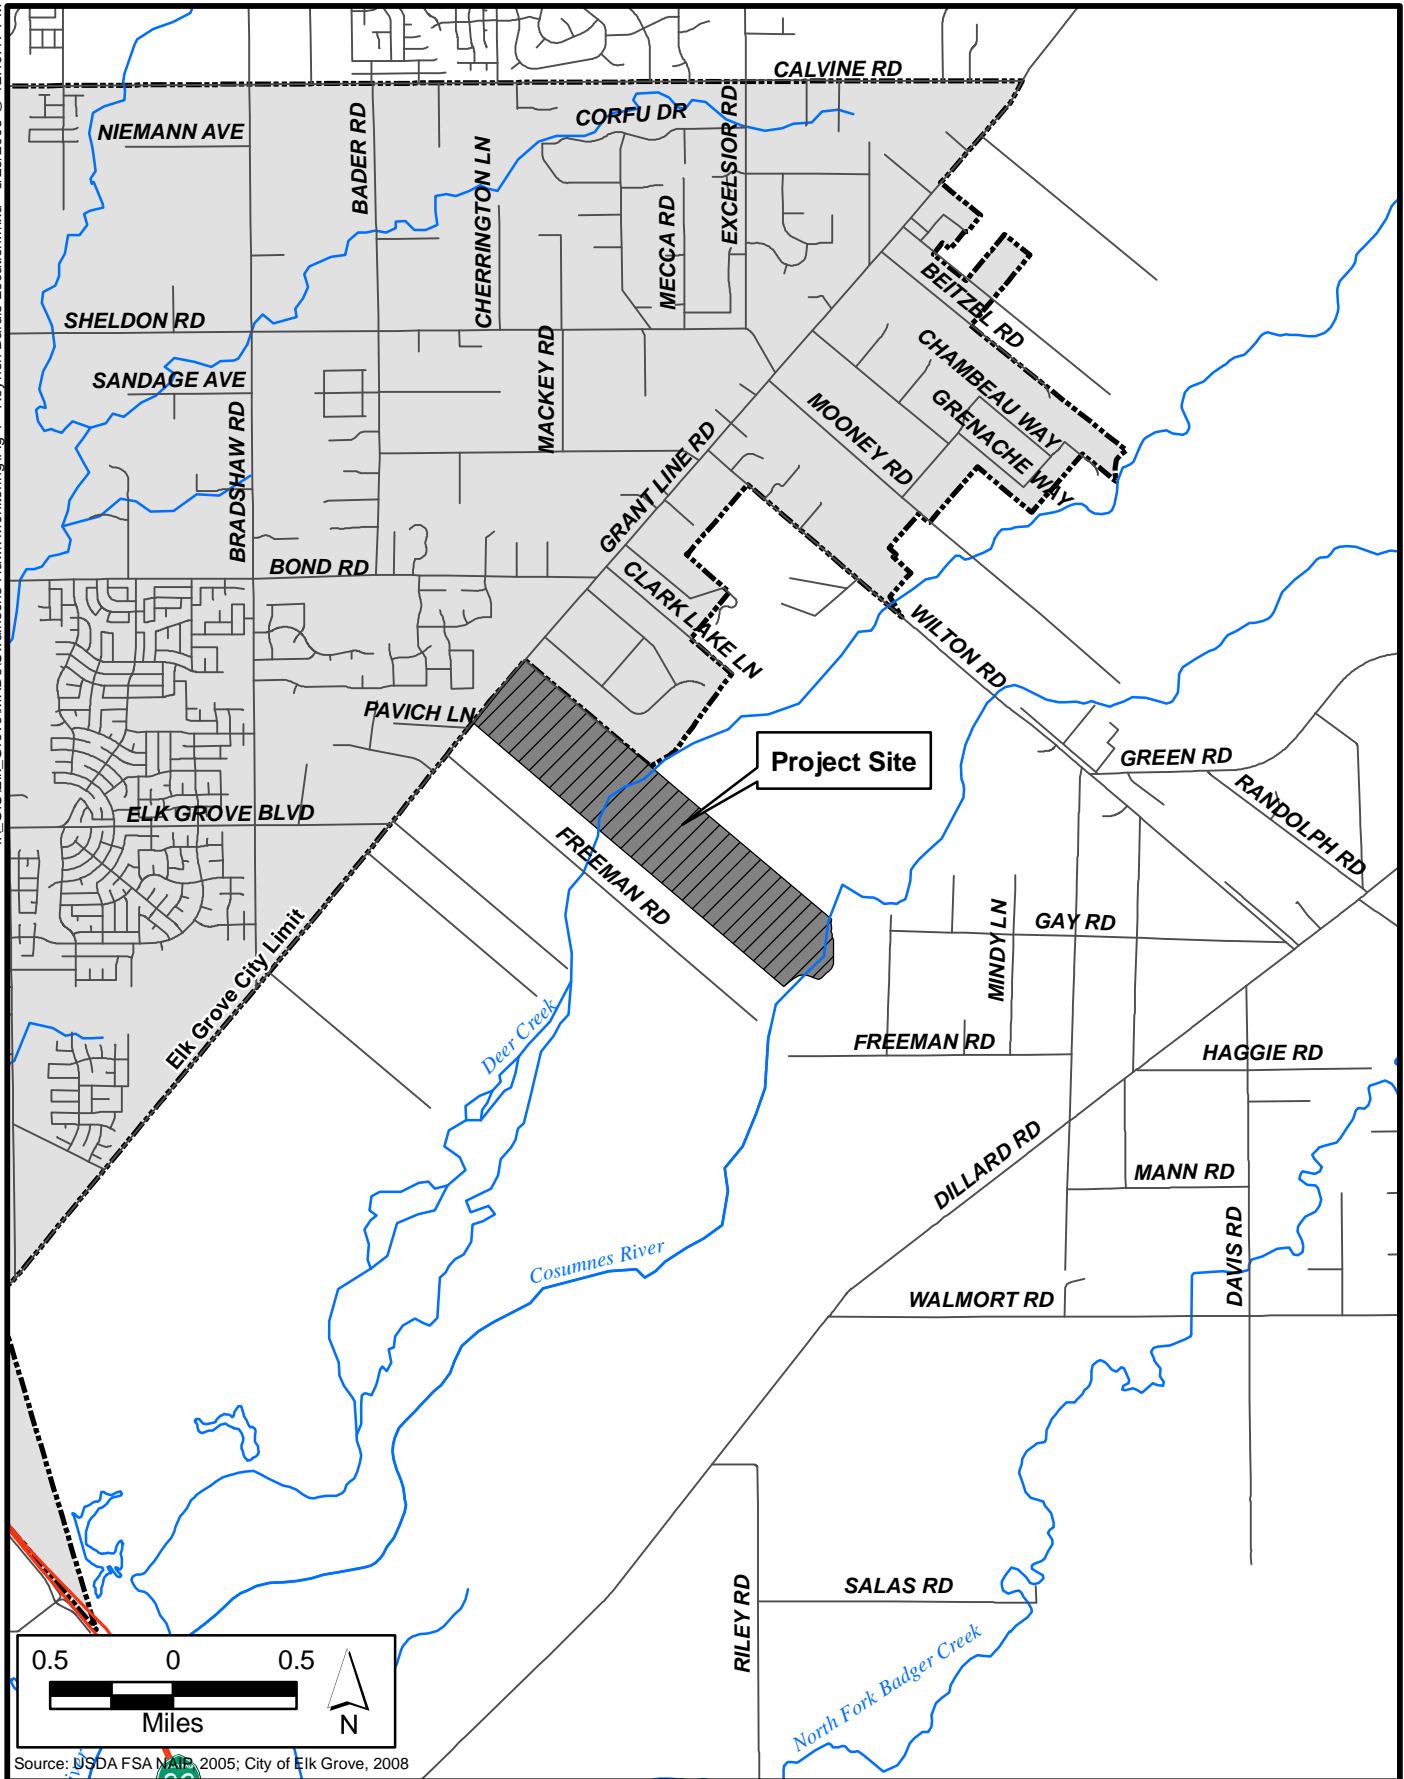 CALVINE RD
CORFU DR
NIEMANN AVE
BADER RD
CHERRINGTON LN
MECCA RD
EXCELSIOR RD
BEITZEL RD
SHELDON RD
CHAMBEAU WAY
SANDAGE AVE
MACKEY RD
GRENACHE WAY
MOONEY RD
BRADSHAW RD
GRANT LINE RD
BOND RD
CLARK LAKE LN
WILTON RD
PAVICH LN
Project Site
GREEN RD
RANDOLPH RD
ELK GROVE BLVD
FREEMAN RD
GAY RD
MINDY LN
Elk Grove City Limit
Deer Creek
FREEMAN RD
HAGGIE RD
DILLARD RD
MANN RD
DAVIS RD
Cosumnes River
WALMORT RD
SALAS RD
RILEY RD
North Fork Badger Creek
0.5 0 0.5
Miles
N
Source: USDA FSA NAIP, 2005; City of Elk Grove, 2008